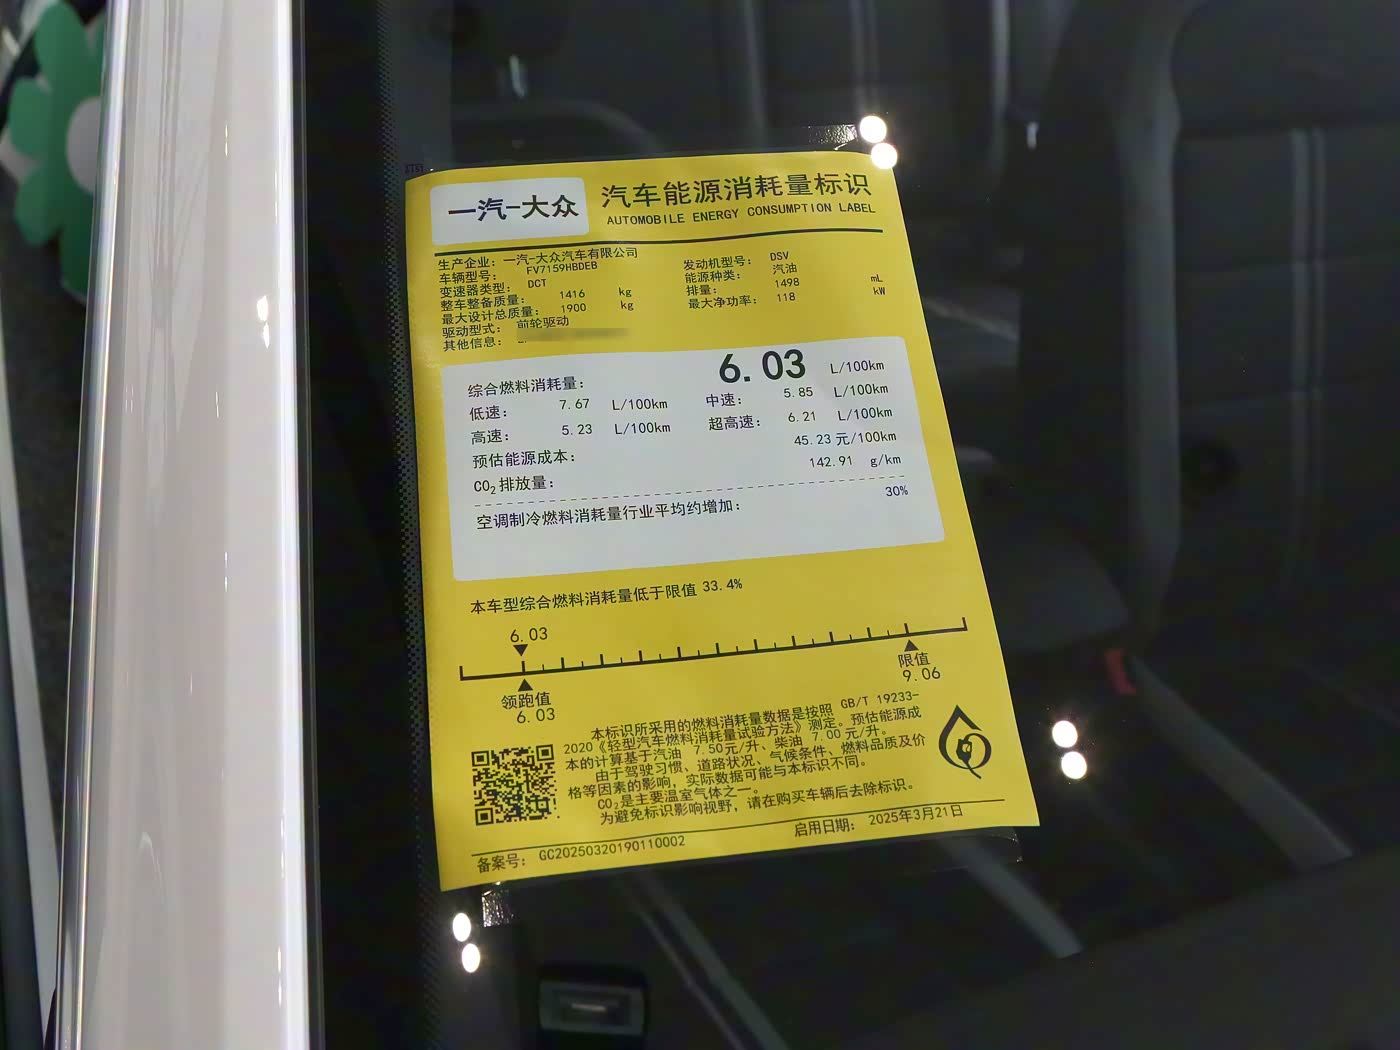 一汽-大众
汽车能源消耗量标识
AUTOMOBILE ENERGY CONSUMPTION LABEL
生产企业: 一汽-大众汽车有限公司
车辆型号: FV7159HBDEB 发动机型号: DSV
变速器类型: DCT 能源种类: 汽油
整车整备质量: 1416 kg 排量: 1498 mL
最大设计总质量: 1900 kg 最大净功率: 118 kW
驱动型式: 前轮驱动
其他信息:
综合燃料消耗量: 6.03 L/100km
低速: 7.67 L/100km 中速: 5.85 L/100km
高速: 5.23 L/100km 超高速: 6.21 L/100km
预估能源成本: 45.23 元/100km
CO₂排放量: 142.91 g/km
空调制冷燃料消耗量行业平均约增加: 30%
本车型综合燃料消耗量低于限值 33.4%
6.03
领跑值 限值
6.03 9.06
本标识所采用的燃料消耗量数据是按照 GB/T 19233-
2020《轻型汽车燃料消耗量试验方法》测定。预估能源成
本的计算基于汽油 7.50元/升、柴油 7.00 元/升。
由于驾驶习惯、道路状况、气候条件、燃料品质及价
格等因素的影响,实际数据可能与本标识不同。
CO₂是主要温室气体之一。
为避免标识影响视野,请在购买车辆后去除标识。
备案号: GC20250320190110002 启用日期: 2025年3月21日